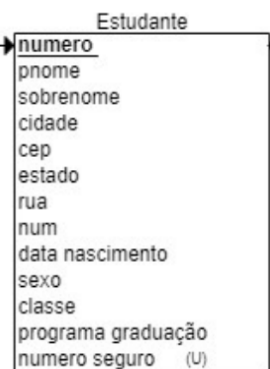 Estudante
numero
pnome
sobrenome
cidade
cep
estado
rua
num
data nascimento
sexo
classe
programa graduação
numero seguro (U)